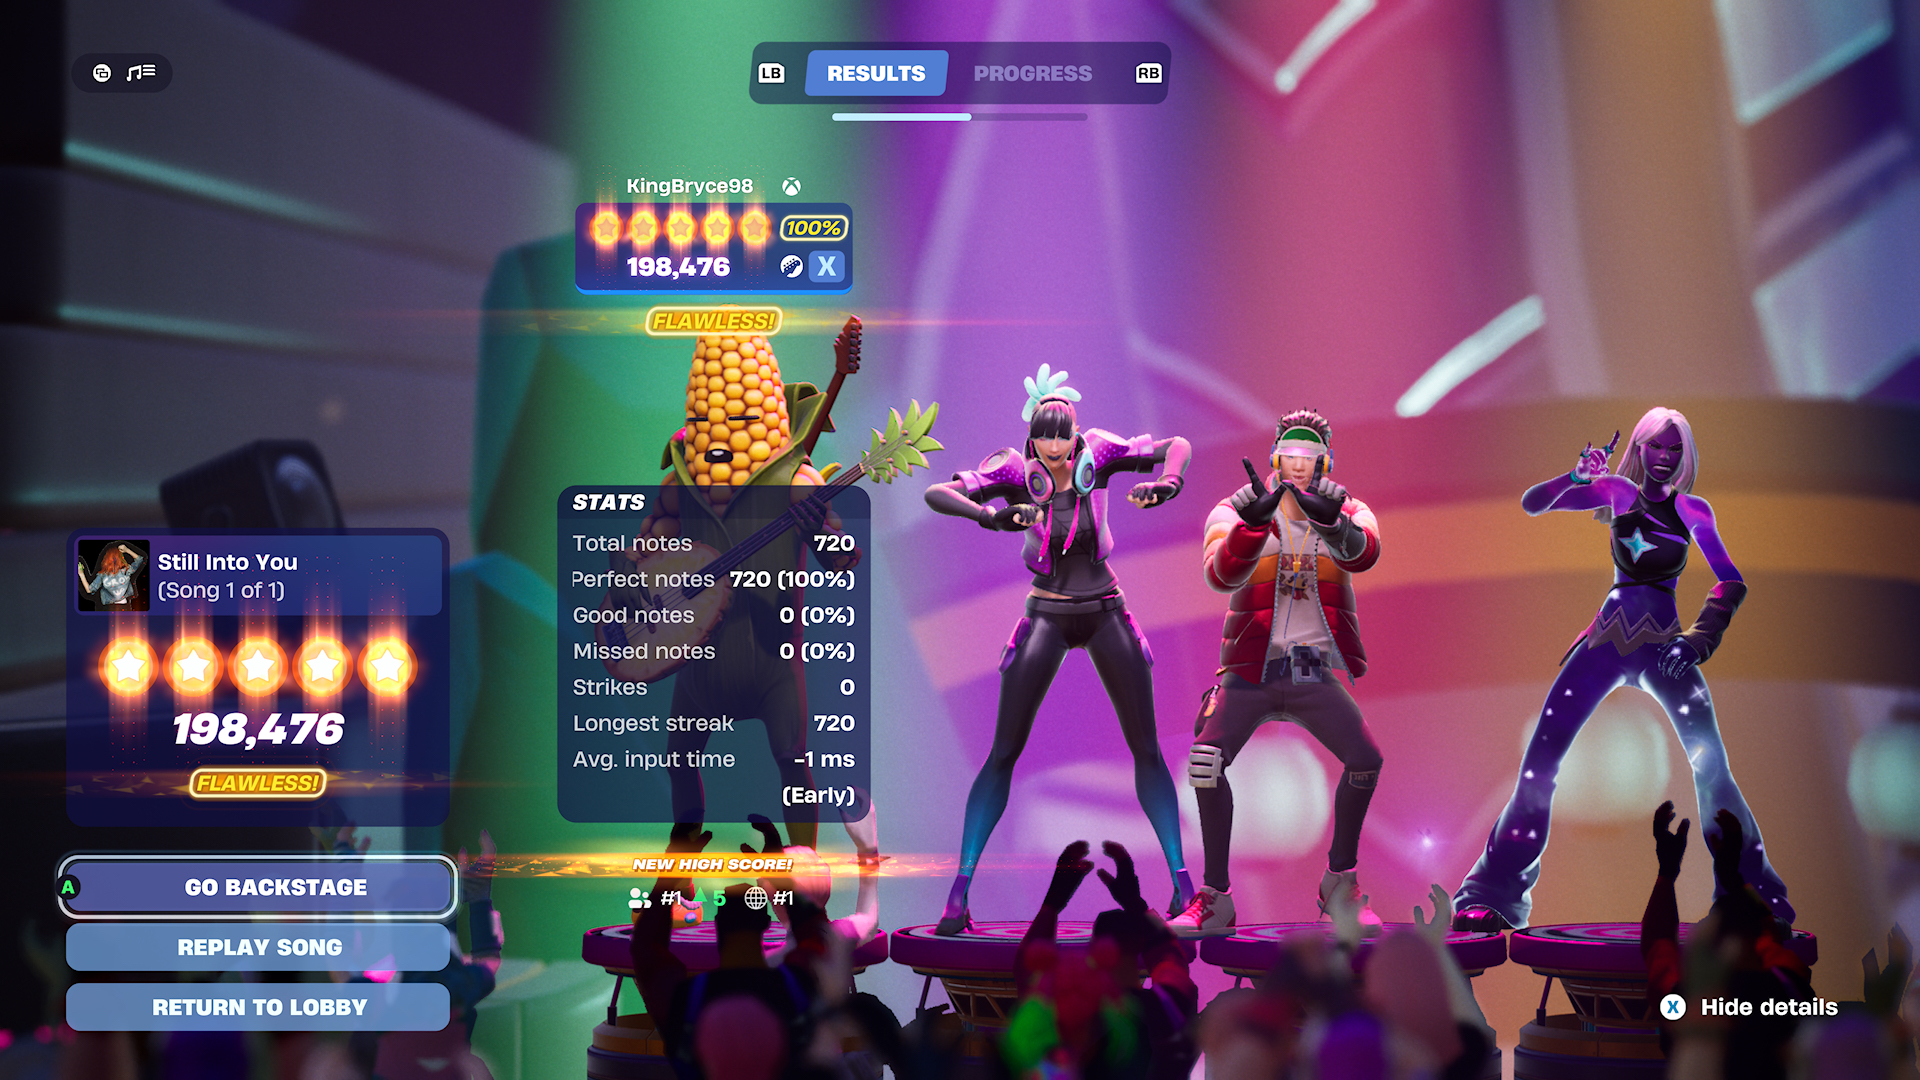 LB RESULTS PROGRESS RB
KingBryce98
100%
198,476 X
FLAWLESS!
STATS
Total notes 720
Perfect notes 720 (100%)
Good notes 0 (0%)
Missed notes 0 (0%)
Strikes 0
Longest streak 720
Avg. input time -1 ms
(Early)
NEW HIGH SCORE!
#1 5 #1
Still Into You
(Song 1 of 1)
198,476
FLAWLESS!
A GO BACKSTAGE
REPLAY SONG
RETURN TO LOBBY
X Hide details